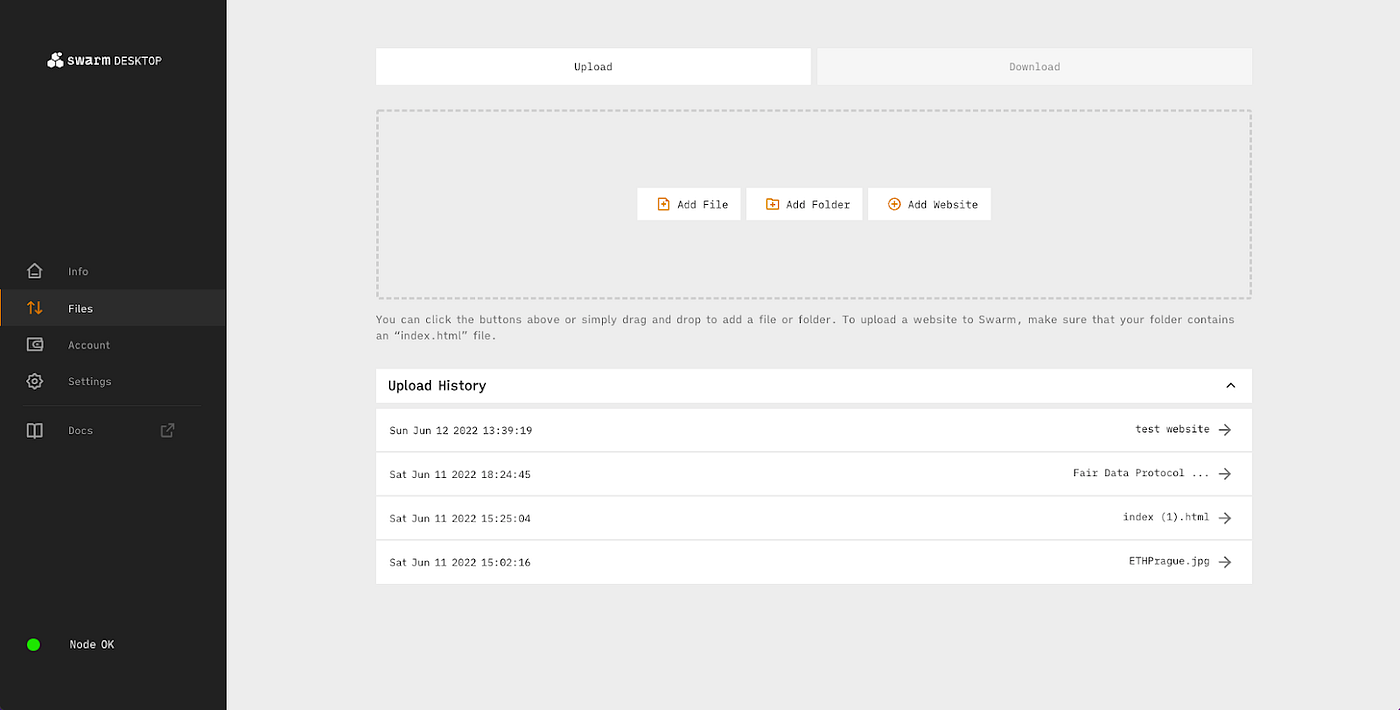 swarm DESKTOP
Info
Files
Account
Settings
Docs
Node OK
Upload
Download
Add File
Add Folder
Add Website
You can click the buttons above or simply drag and drop to add a file or folder. To upload a website to Swarm, make sure that your folder contains
an “index.html” file.
Upload History
Sun Jun 12 2022 13:39:19 test website
Sat Jun 11 2022 18:24:45 Fair Data Protocol ...
Sat Jun 11 2022 15:25:04 index (1).html
Sat Jun 11 2022 15:02:16 ETHPrague.jpg